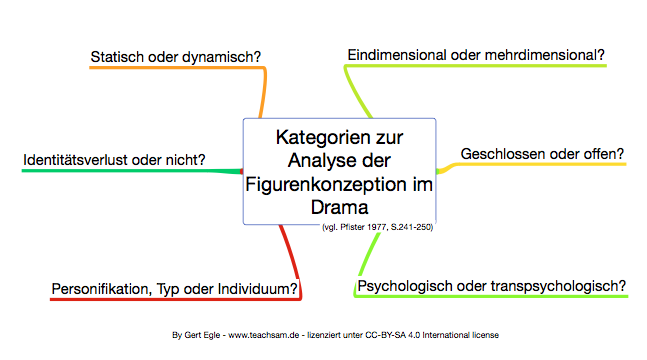 Statisch oder dynamisch?
Eindimensional oder mehrdimensional?
Identitätsverlust oder nicht?
Kategorien zur
Analyse der
Figurenkonzeption im
Drama
(vgl. Pfister 1977, S.241-250)
Geschlossen oder offen?
Personifikation, Typ oder Individuum?
Psychologisch oder transpsychologisch?
By Gert Egle - www.teachsam.de - lizenziert unter CC-BY-SA 4.0 International license